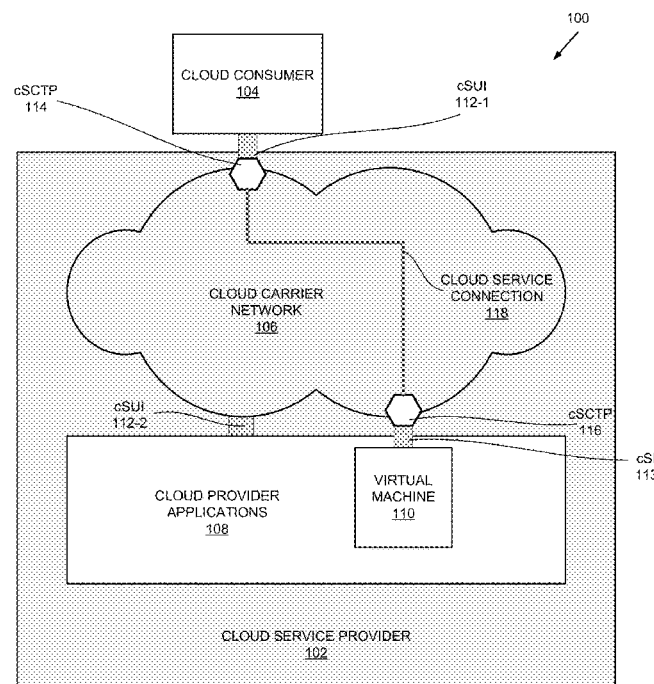 100
CLOUD CONSUMER
104
cSCTP
114
cSUI
112-1
CLOUD SERVICE
CONNECTION
118
CLOUD CARRIER
NETWORK
106
cSUI
112-2
cSCTP
116
VIRTUAL
MACHINE
110
CLOUD PROVIDER
APPLICATIONS
108
113
CLOUD SERVICE PROVIDER
102